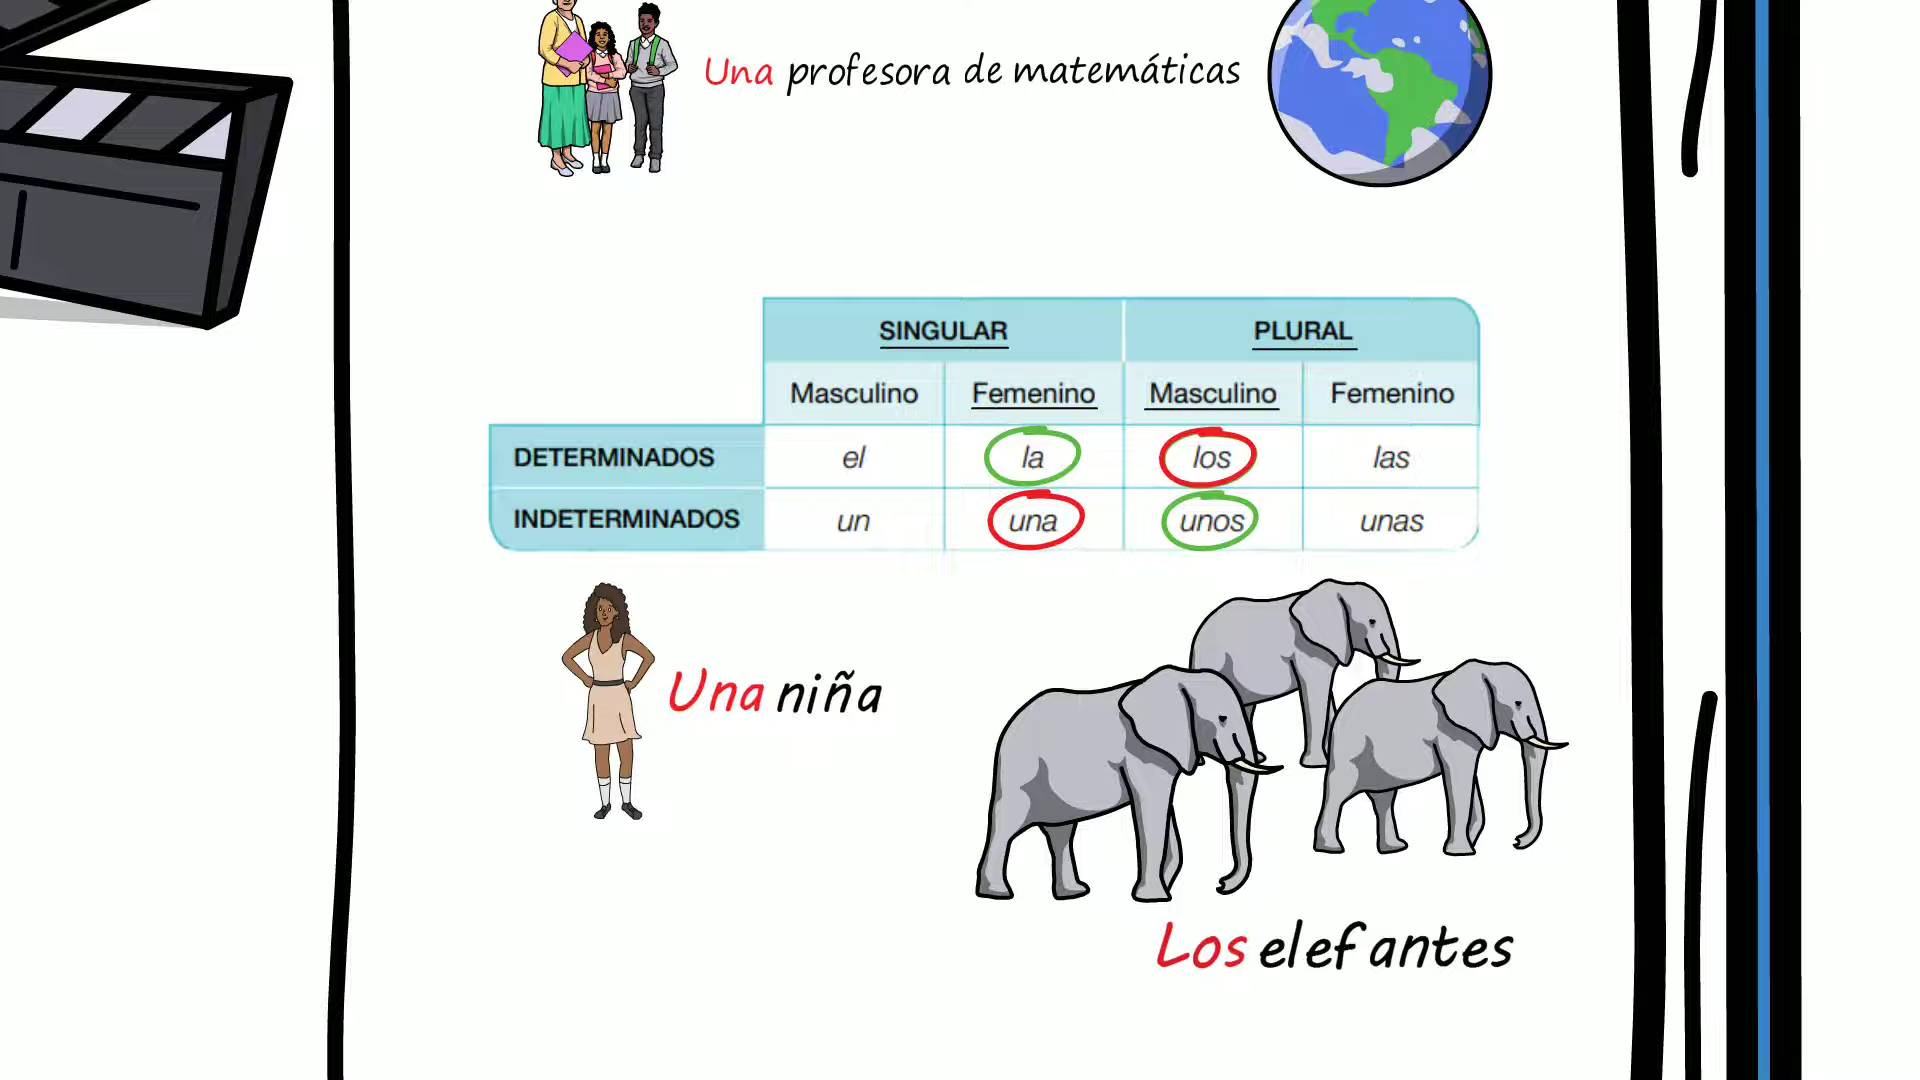 Una profesora de matemáticas
SINGULAR PLURAL
Masculino Femenino Masculino Femenino
DETERMINADOS el la los las
INDETERMINADOS un una unos unas
Una niña
Los elefantes